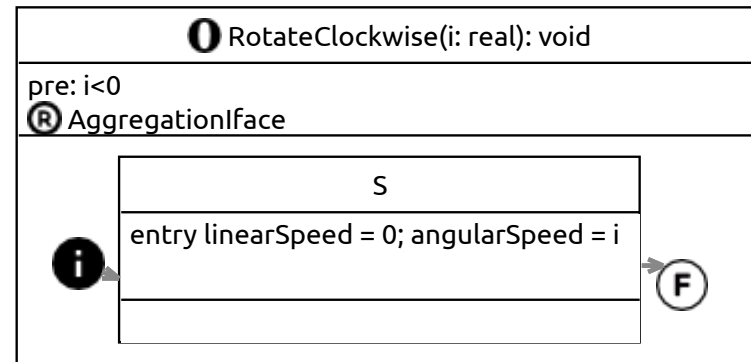 O RotateClockwise(i: real): void
pre: i<0
R AggregationIface
S
entry linearSpeed = 0; angularSpeed = i
i
F